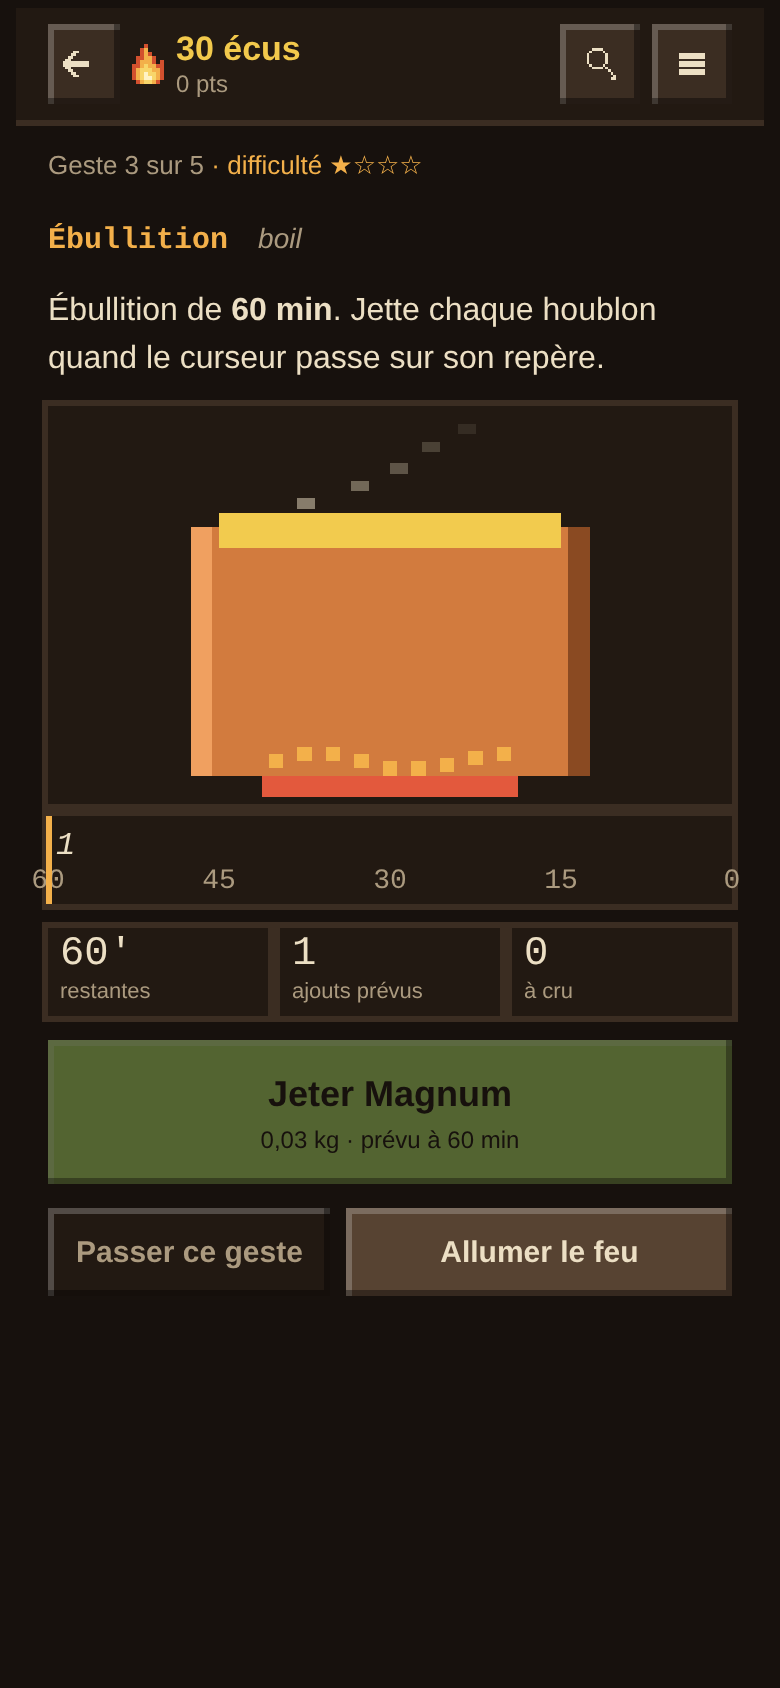 30 écus
0 pts
Geste 3 sur 5 · difficulté ★☆☆☆
Ébullition boil
Ébullition de 60 min. Jette chaque houblon
quand le curseur passe sur son repère.
1
60 45 30 15 0
60' 1 0
restantes ajouts prévus à cru
Jeter Magnum
0,03 kg · prévu à 60 min
Passer ce geste Allumer le feu